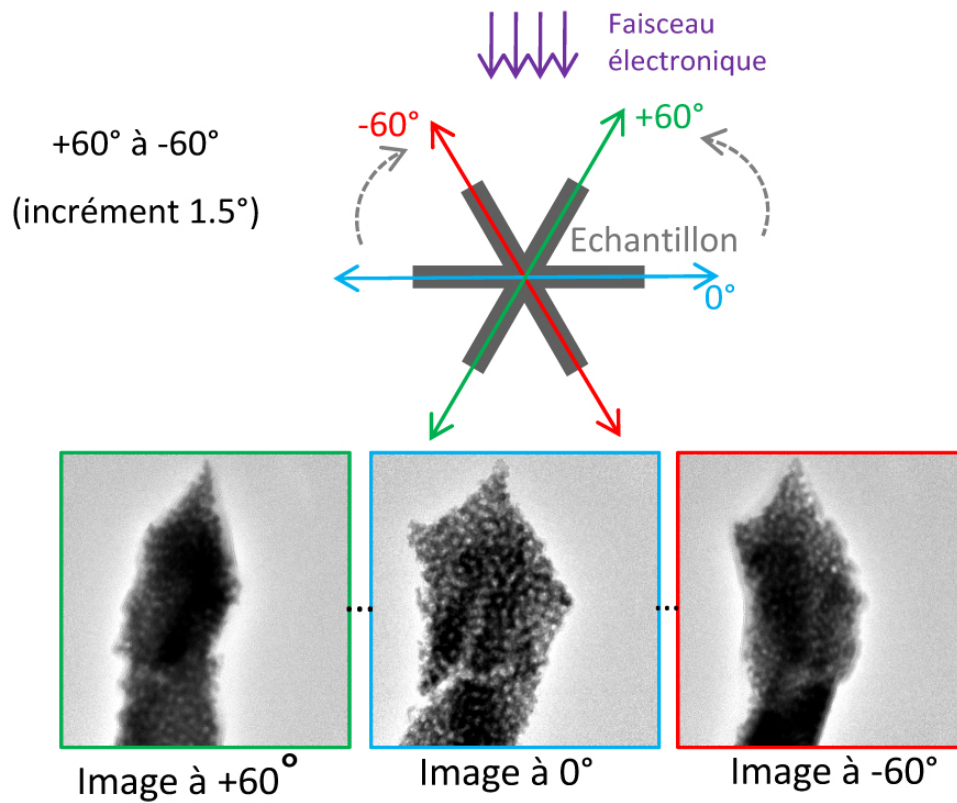 Faisceau
électronique
-60°
+60°
+60° à -60°
(incrément 1.5°)
Echantillon
0°
...
...
Image à +60°
Image à 0°
Image à -60°